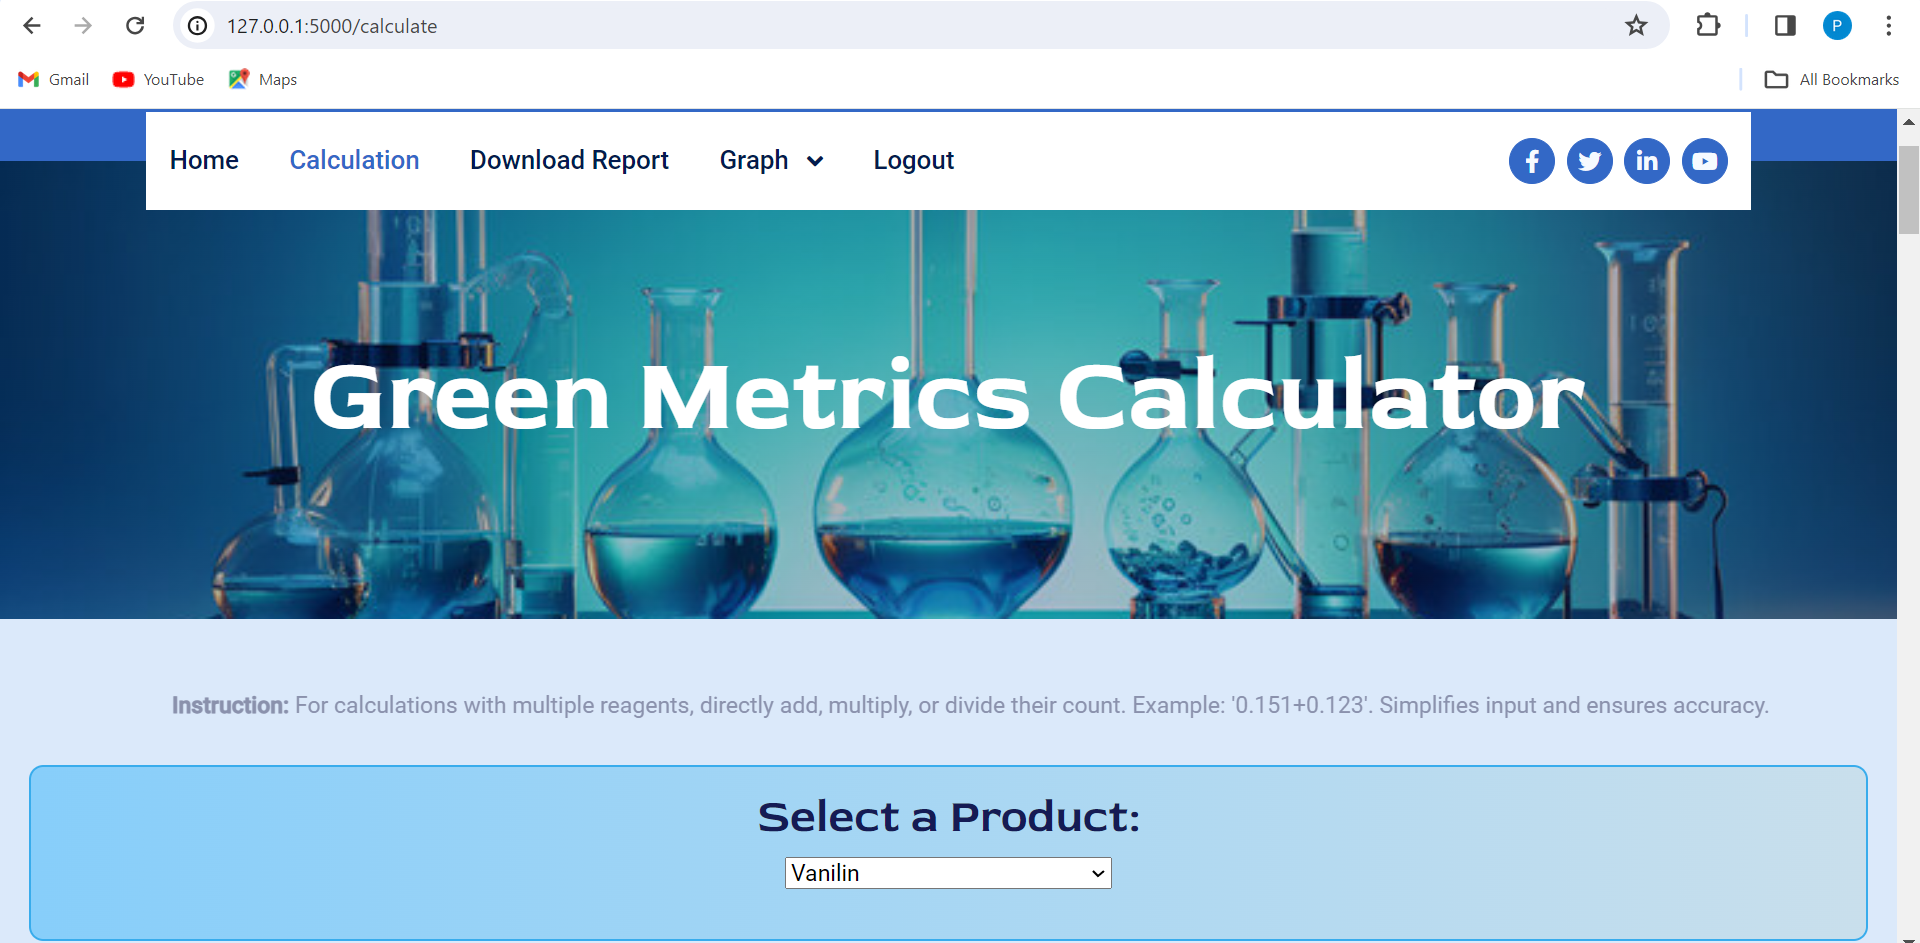 127.0.0.1:5000/calculate
P
Gmail YouTube Maps All Bookmarks
Home Calculation Download Report Graph Logout
Green Metrics Calculator
Instruction: For calculations with multiple reagents, directly add, multiply, or divide their count. Example: '0.151+0.123'. Simplifies input and ensures accuracy.
Select a Product:
Vanilin